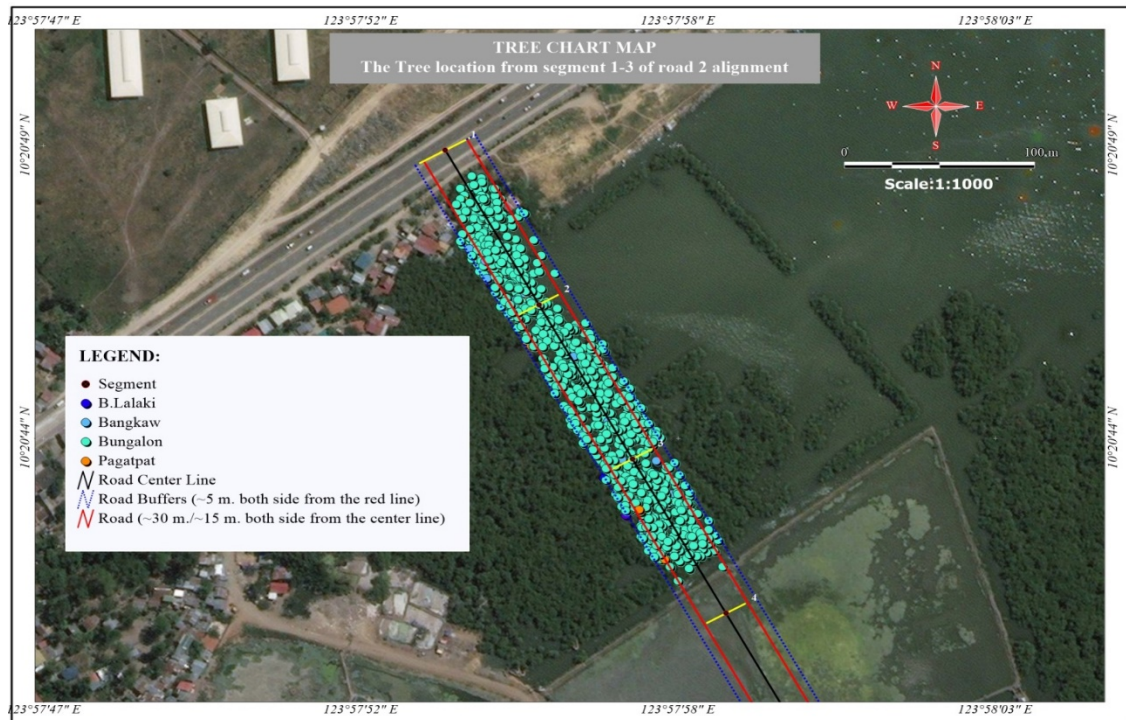 123°57'47" E
123°57'52" E
123°57'58" E
123°58'03" E
TREE CHART MAP
The Tree location from segment 1-3 of road 2 alignment
N
W
E
S
0
100 m
Scale:1:1000
10°20'49" N
10°20'49" N
1
2
3
4
LEGEND:
Segment
B.Lalaki
Bangkaw
Bungalon
Pagatpat
Road Center Line
Road Buffers (~5 m. both side from the red line)
Road (~30 m./~15 m. both side from the center line)
10°20'44" N
10°20'44" N
123°57'47" E
123°57'52" E
123°57'58" E
123°58'03" E